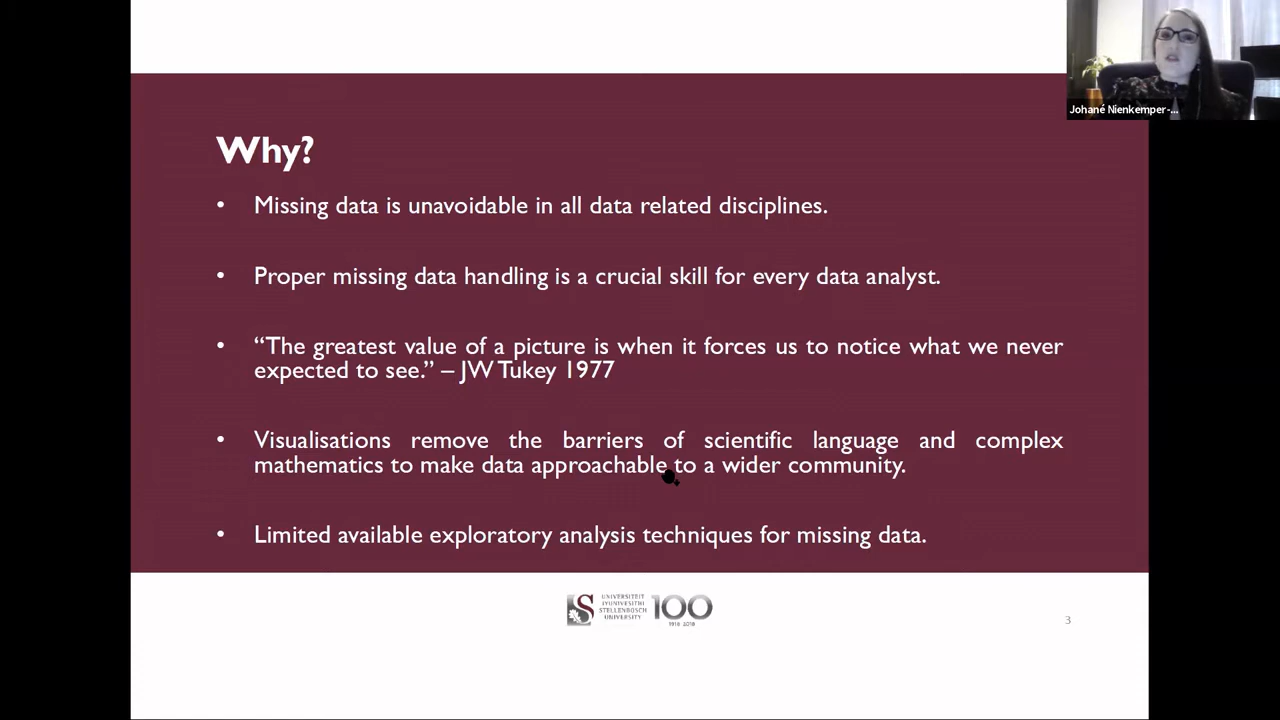 Johané Nienkemper-...
Why?
• Missing data is unavoidable in all data related disciplines.
• Proper missing data handling is a crucial skill for every data analyst.
• “The greatest value of a picture is when it forces us to notice what we never
expected to see.” – JW Tukey 1977
• Visualisations remove the barriers of scientific language and complex
mathematics to make data approachable to a wider community.
• Limited available exploratory analysis techniques for missing data.
UNIVERSITEIT
IYUNIVESITHI
STELLENBOSCH
UNIVERSITY
100
1918 2018
3